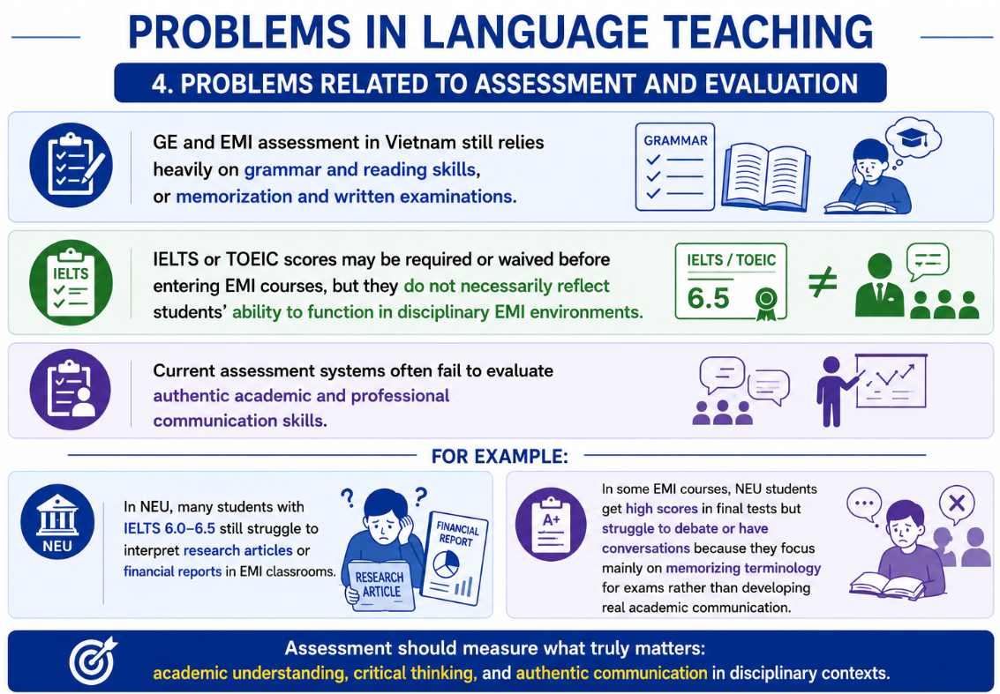 PROBLEMS IN LANGUAGE TEACHING
4. PROBLEMS RELATED TO ASSESSMENT AND EVALUATION
GE and EMI assessment in Vietnam still relies
heavily on grammar and reading skills,
or memorization and written examinations.
GRAMMAR
IELTS
IELTS or TOEIC scores may be required or waived before
entering EMI courses, but they do not necessarily reflect
students’ ability to function in disciplinary EMI environments.
IELTS / TOEIC
6.5
≠
Current assessment systems often fail to evaluate
authentic academic and professional
communication skills.
FOR EXAMPLE:
NEU
In NEU, many students with
IELTS 6.0–6.5 still struggle to
interpret research articles or
financial reports in EMI classrooms.
? ?
RESEARCH
ARTICLE
FINANCIAL
REPORT
A+
In some EMI courses, NEU students
get high scores in final tests but
struggle to debate or have
conversations because they focus
mainly on memorizing terminology
for exams rather than developing
real academic communication.
Assessment should measure what truly matters:
academic understanding, critical thinking, and authentic communication in disciplinary contexts.